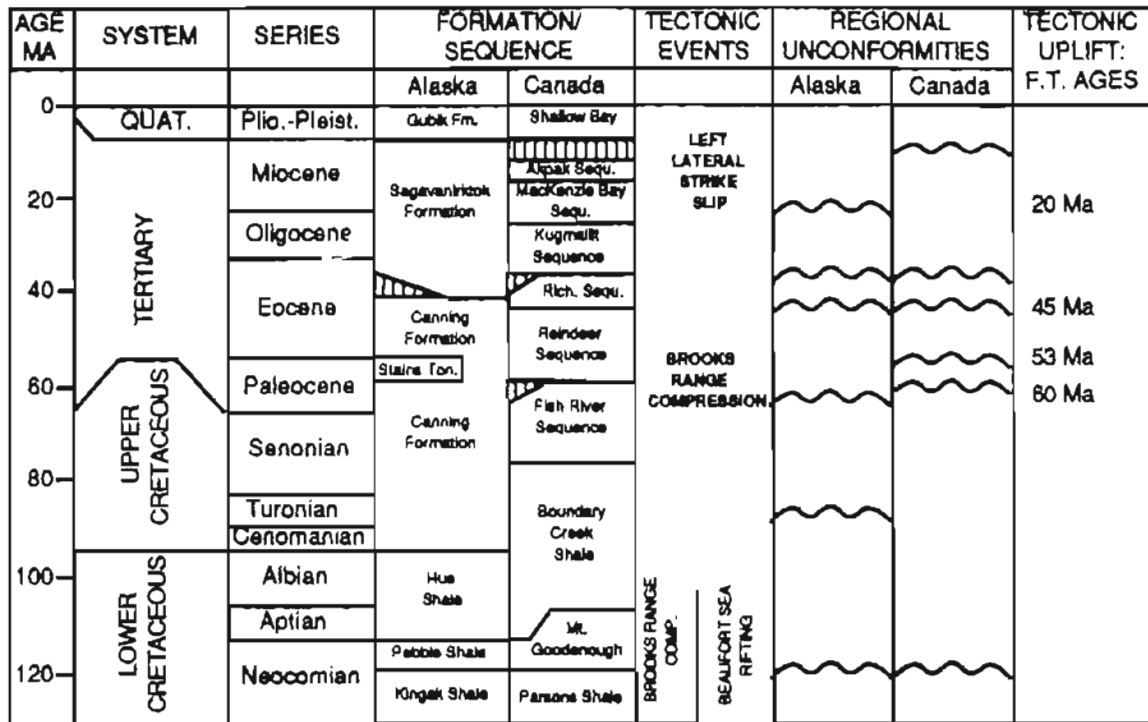 AGE
MA
SYSTEM
SERIES
FORMATION/
SEQUENCE
TECTONIC
EVENTS
REGIONAL
UNCONFORMITIES
TECTONIC
UPLIFT:
F.T. AGES
Alaska
Canada
Alaska
Canada
0
20
40
60
80
100
120
QUAT.
TERTIARY
UPPER
CRETACEOUS
LOWER
CRETACEOUS
Plio.-Pleist.
Miocene
Oligocene
Eocene
Paleocene
Senonian
Turonian
Cenomanian
Albian
Aptian
Neocomian
Gubik Fm.
Sagavanirktok
Formation
Canning
Formation
Staines Ton.
Canning
Formation
Hue
Shale
Pebble Shale
Kingak Shale
Shallow Bay
Akpak Sequ.
MacKenzie Bay
Sequ.
Kugmallit
Sequence
Rich. Sequ.
Reindeer
Sequence
Fish River
Sequence
Boundary
Creek
Shale
Mt.
Goodenough
Parsons Shale
LEFT
LATERAL
STRIKE
SLIP
BROOKS
RANGE
COMPRESSION
BROOKS RANGE
COMP.
BEAUFORT SEA
RIFTING
20 Ma
45 Ma
53 Ma
60 Ma